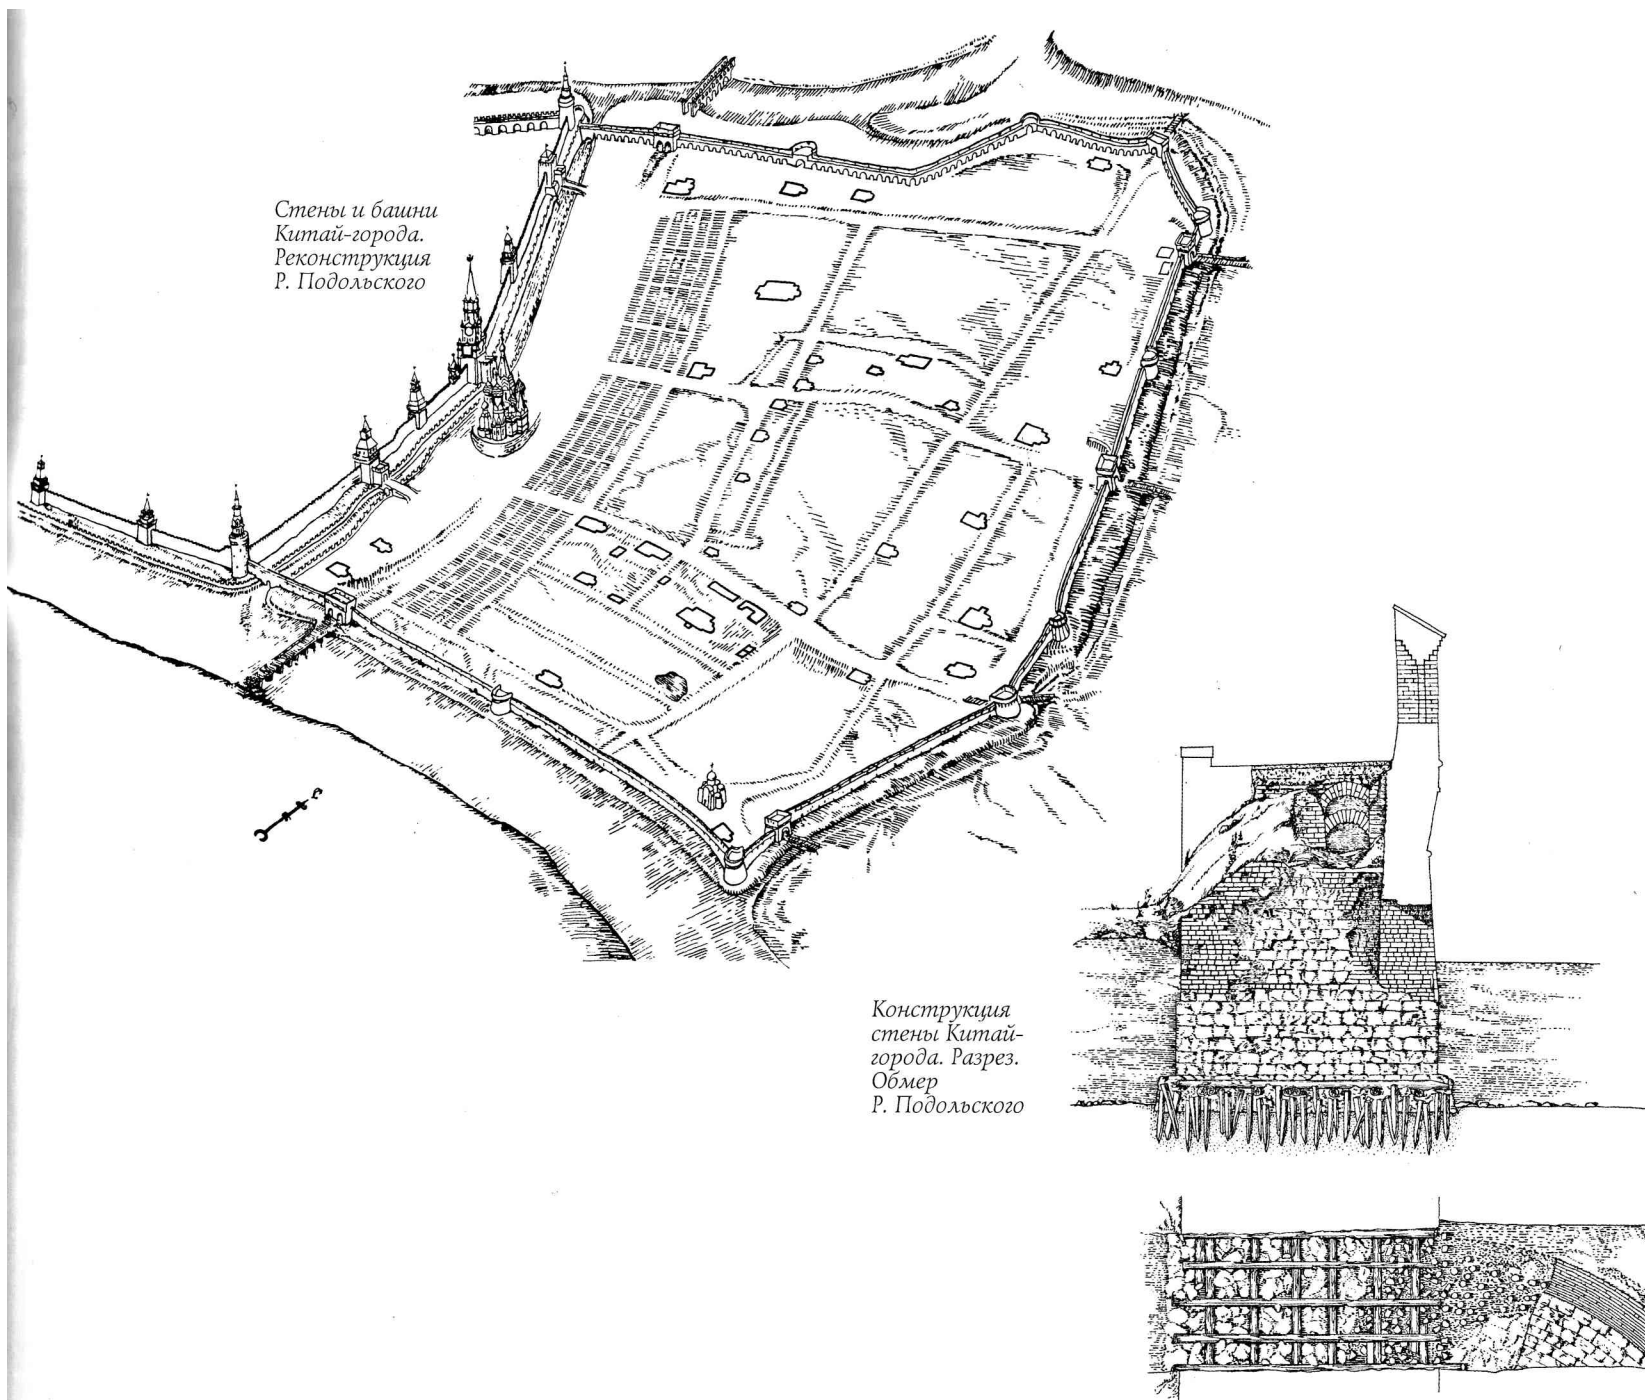 Стены и башни
Китай-города.
Реконструкция
Р. Подольского
Конструкция
стены Китай-
города. Разрез.
Обмер
Р. Подольского